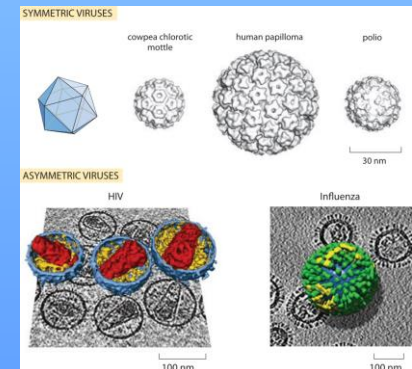 SYMMETRIC VIRUSES
cowpea chlorotic
mottle
human papilloma
polio
30 nm
ASYMMETRIC VIRUSES
HIV
Influenza
100 nm
100 nm